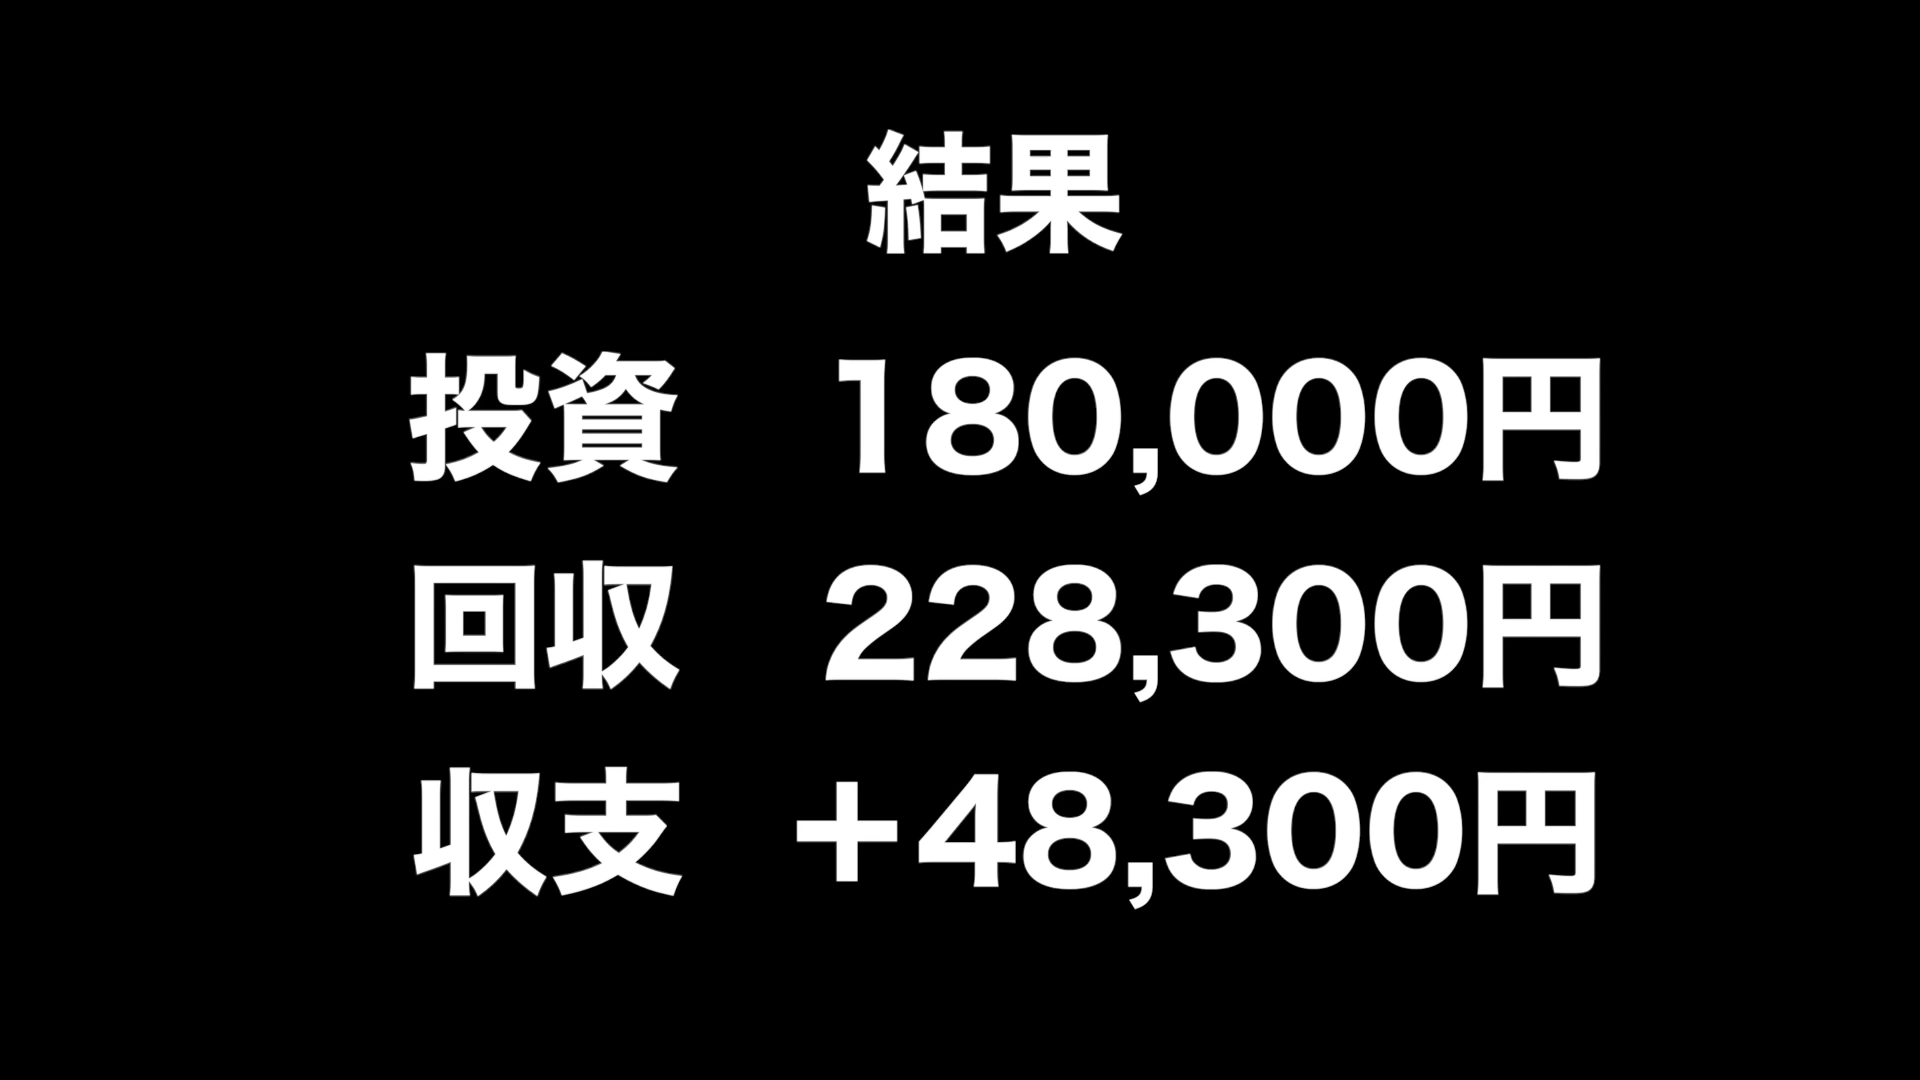 結果
投資 180,000円
回収 228,300円
収支 +48,300円